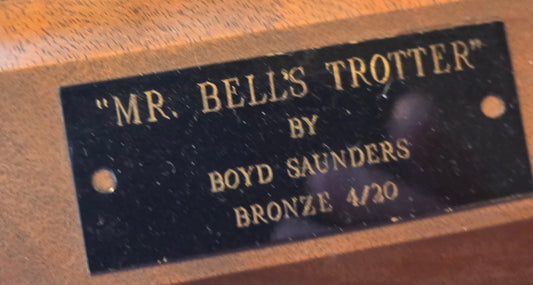 "MR. BELL'S TROTTER"
BY
BOYD SAUNDERS
BRONZE 4/20